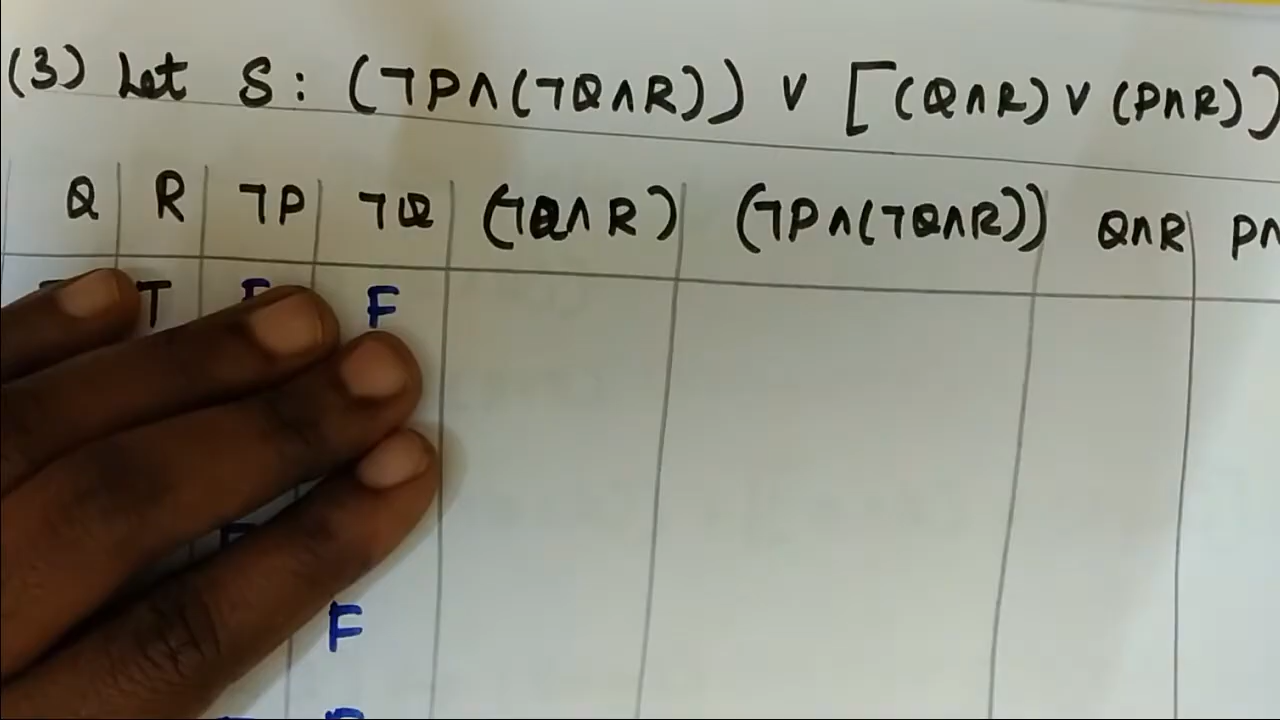 (3) Let S: (¬P∧(¬Q∧R)) ∨ [(Q∧R)∨(P∧R)]
Q R ¬P ¬Q (¬Q∧R) (¬P∧(¬Q∧R)) Q∧R P∧
T F F
F